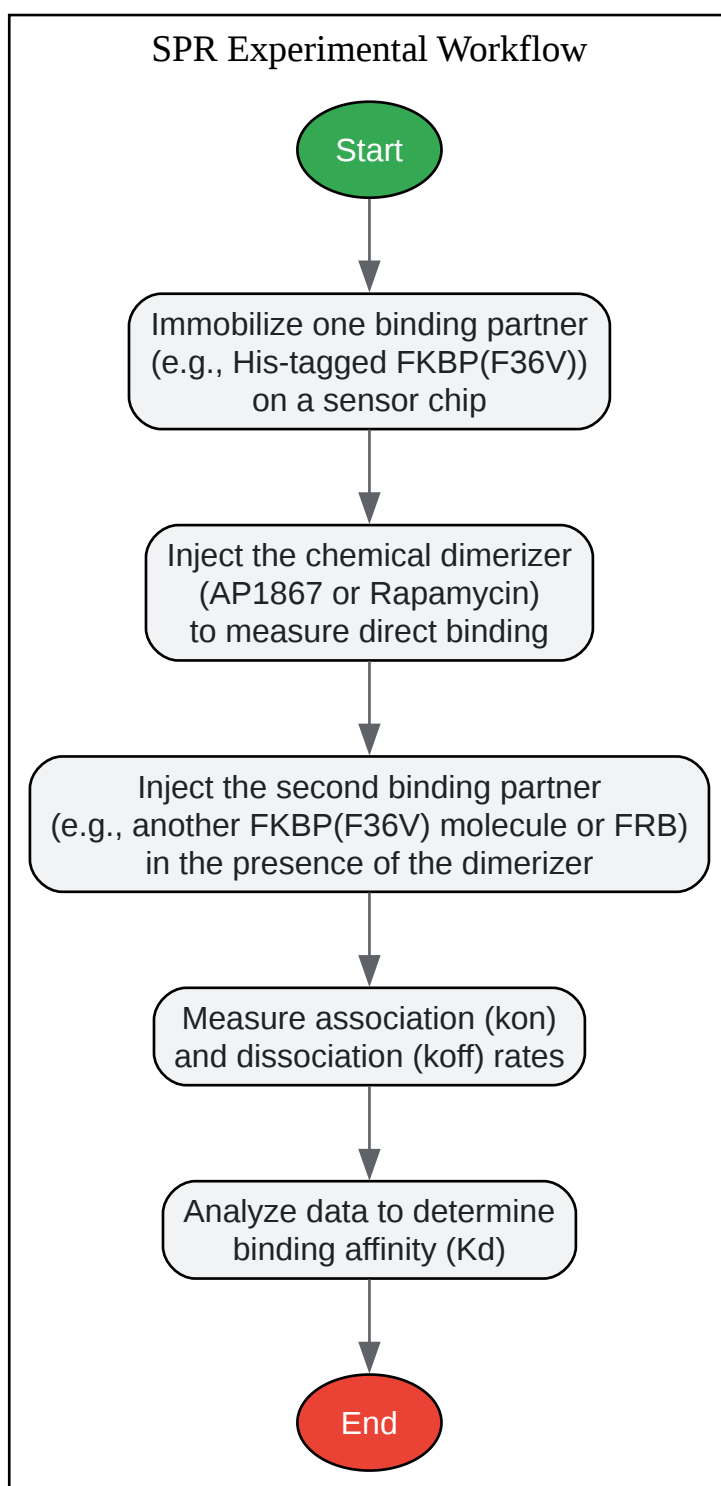 SPR Experimental Workflow
Start
Immobilize one binding partner
(e.g., His-tagged FKBP(F36V))
on a sensor chip
Inject the chemical dimerizer
(AP1867 or Rapamycin)
to measure direct binding
Inject the second binding partner
(e.g., another FKBP(F36V) molecule or FRB)
in the presence of the dimerizer
Measure association (kon)
and dissociation (koff) rates
Analyze data to determine
binding affinity (Kd)
End